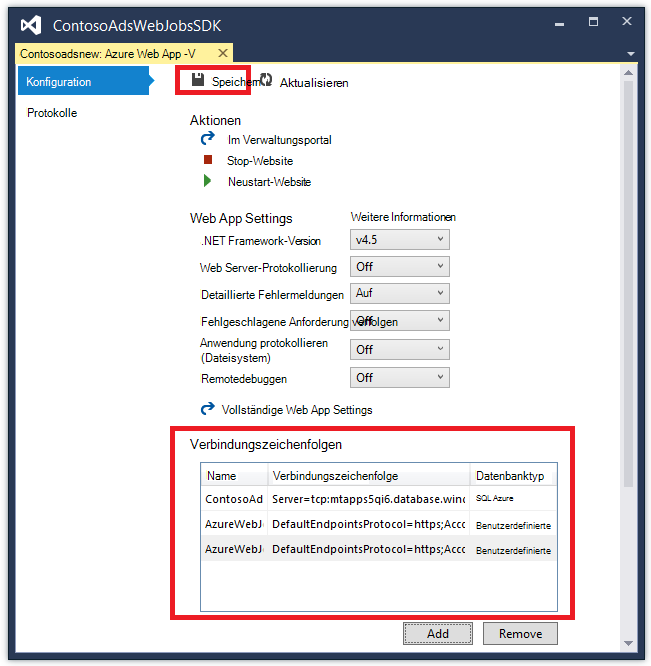 ContosoAdsWebJobsSDK
Contosoadsnew: Azure Web App -V
Konfiguration
Speichern
Aktualisieren
Protokolle
Aktionen
Im Verwaltungsportal
Stop-Website
Neustart-Website
Web App Settings
Weitere Informationen
.NET Framework-Version
v4.5
Web Server-Protokollierung
Off
Detaillierte Fehlermeldungen
Auf
Fehlgeschlagene Anforderung verfolgen
Off
Anwendung protokollieren
(Dateisystem)
Off
Remotedebuggen
Off
Vollständige Web App Settings
Verbindungszeichenfolgen
Name Verbindungszeichenfolge Datenbanktyp
ContosoAd Server=tcp:mtapps5qi6.database.wind SQL Azure
AzureWebJ DefaultEndpointsProtocol=https;Acco Benutzerdefinierte
AzureWebJ DefaultEndpointsProtocol=https;Acco Benutzerdefinierte
Add Remove